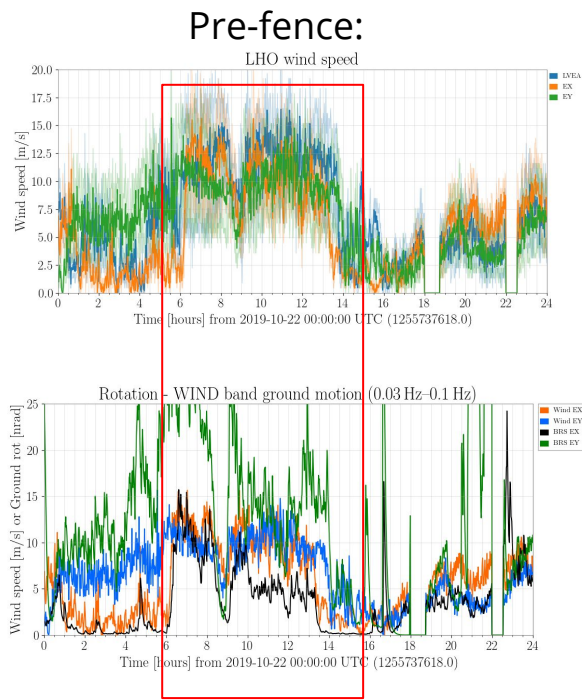 Pre-fence:
LHO wind speed
20.0
17.5
15.0
12.5
10.0
7.5
5.0
2.5
0.0
Wind speed [m/s]
LVEA
EX
EY
0 2 4 6 8 10 12 14 16 18 20 22 24
Time [hours] from 2019-10-22 00:00:00 UTC (1255737618.0)
Rotation - WIND band ground motion (0.03 Hz–0.1 Hz)
25
20
15
10
5
0
Wind speed [m/s] or Ground rot [nrad]
Wind EX
Wind EY
BRS EX
BRS EY
0 2 4 6 8 10 12 14 16 18 20 22 24
Time [hours] from 2019-10-22 00:00:00 UTC (1255737618.0)